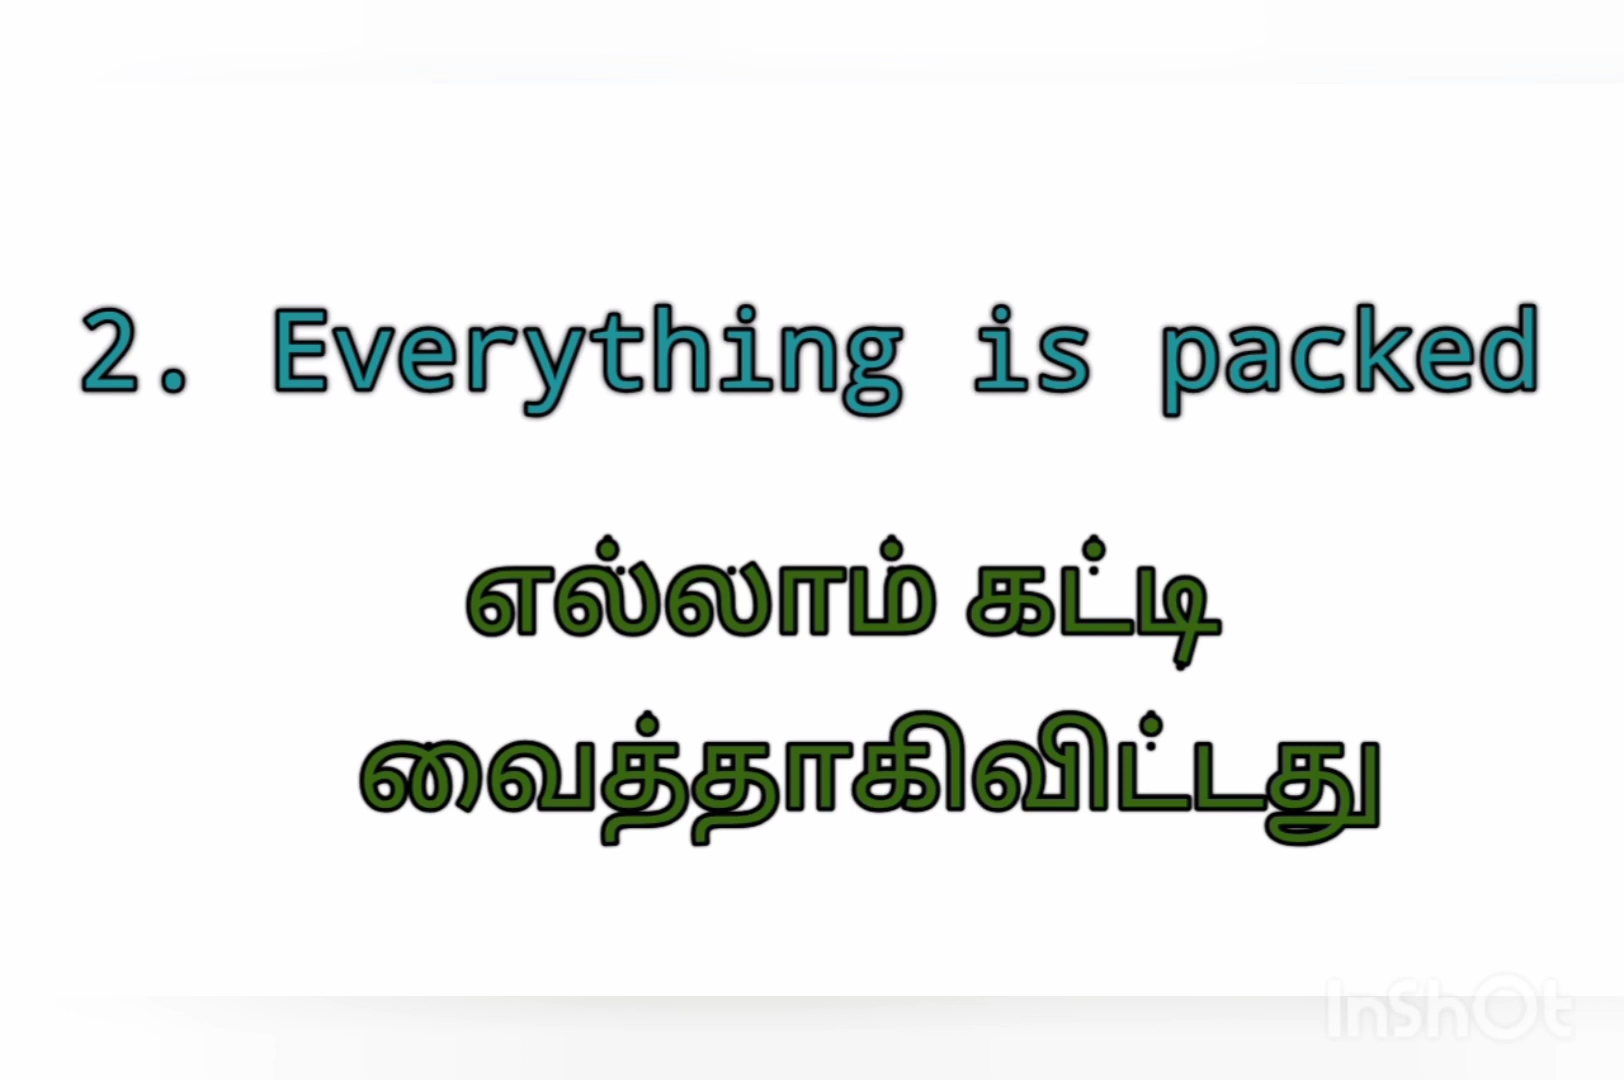 2. Everything is packed
எல்லாம் கட்டி
வைத்தாகிவிட்டது
InShOt